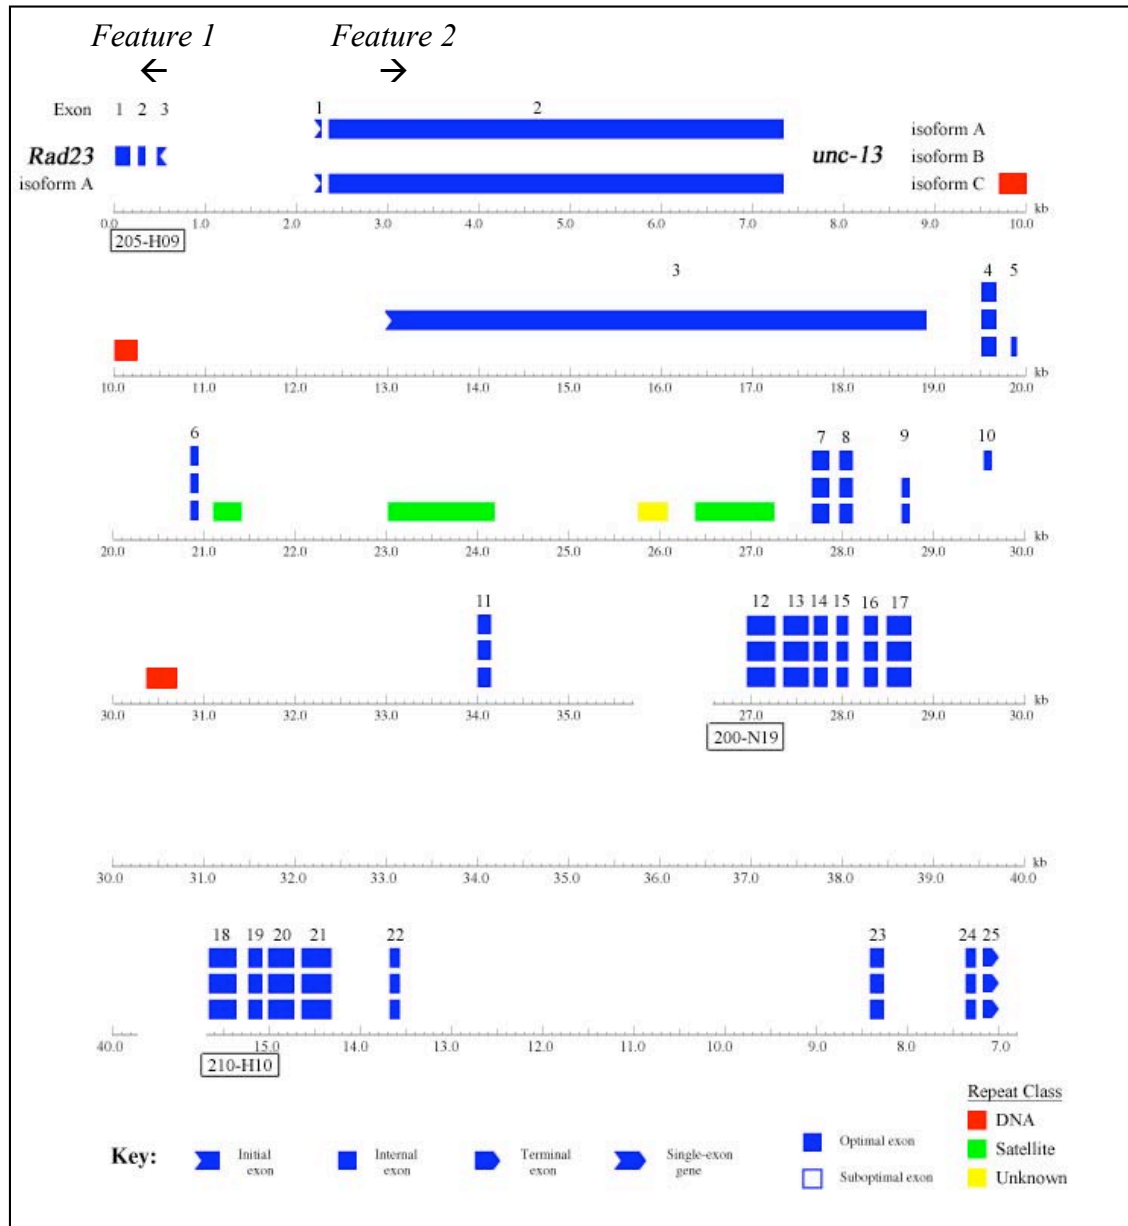 Feature 1 Feature 2
← →
Exon 1 2 3 1 2 isoform A
Rad23 unc-13 isoform B
isoform A isoform C
0.0 1.0 2.0 3.0 4.0 5.0 6.0 7.0 8.0 9.0 10.0 kb
205-H09
3 4 5
10.0 11.0 12.0 13.0 14.0 15.0 16.0 17.0 18.0 19.0 20.0 kb
6 7 8 9 10
20.0 21.0 22.0 23.0 24.0 25.0 26.0 27.0 28.0 29.0 30.0 kb
11 12 13 14 15 16 17
30.0 31.0 32.0 33.0 34.0 35.0 27.0 28.0 29.0 30.0 kb
200-N19
30.0 31.0 32.0 33.0 34.0 35.0 36.0 37.0 38.0 39.0 40.0 kb
18 19 20 21 22 23 24 25
40.0 15.0 14.0 13.0 12.0 11.0 10.0 9.0 8.0 7.0
210-H10
Repeat Class
DNA
Satellite
Unknown
Key: Initial exon Internal exon Terminal exon Single-exon gene Optimal exon
Suboptimal exon